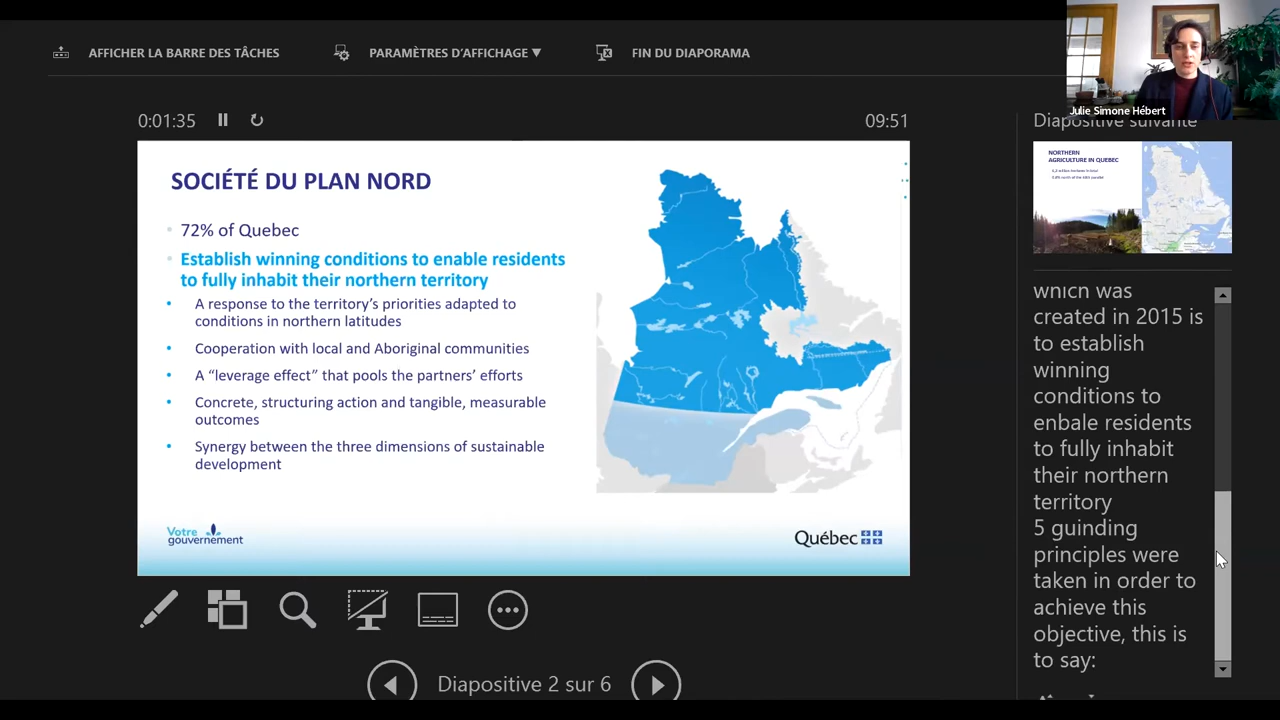 AFFICHER LA BARRE DES TÂCHES
PARAMÈTRES D'AFFICHAGE ▼
FIN DU DIAPORAMA
Julie Simone Hébert
0:01:35
09:51
Diapositive suivante
SOCIÉTÉ DU PLAN NORD
72% of Quebec
Establish winning conditions to enable residents
to fully inhabit their northern territory
A response to the territory's priorities adapted to
conditions in northern latitudes
Cooperation with local and Aboriginal communities
A "leverage effect" that pools the partners' efforts
Concrete, structuring action and tangible, measurable
outcomes
Synergy between the three dimensions of sustainable
development
Votre
gouvernement
Québec
NORTHERN
AGRICULTURE IN QUEBEC
which was
created in 2015 is
to establish
winning
conditions to
enbale residents
to fully inhabit
their northern
territory
5 guinding
principles were
taken in order to
achieve this
objective, this is
to say:
Diapositive 2 sur 6